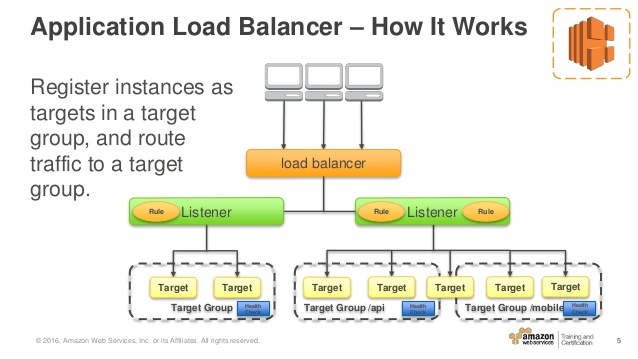 Application Load Balancer – How It Works
Register instances as
targets in a target
group, and route
traffic to a target
group.
load balancer
Rule Listener
Rule Listener Rule
Target Target
Target Target Target Target Target
Target Group
Health
Check
Target Group /api
Health
Check
Target Group /mobile
Health
Check
© 2016, Amazon Web Services, Inc. or its Affiliates. All rights reserved.
amazon
webservices
Training and
Certification
5